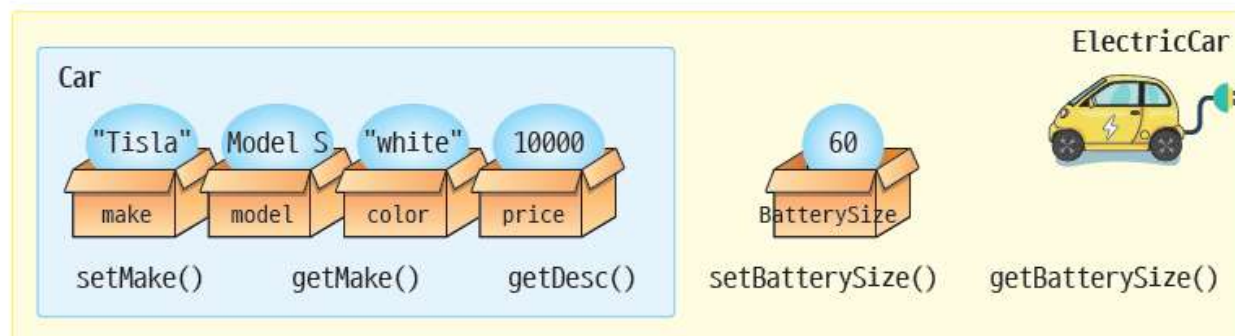 ElectricCar
Car
"Tisla" Model S "white" 10000 60
make model color price BatterySize
setMake() getMake() getDesc() setBatterySize() getBatterySize()